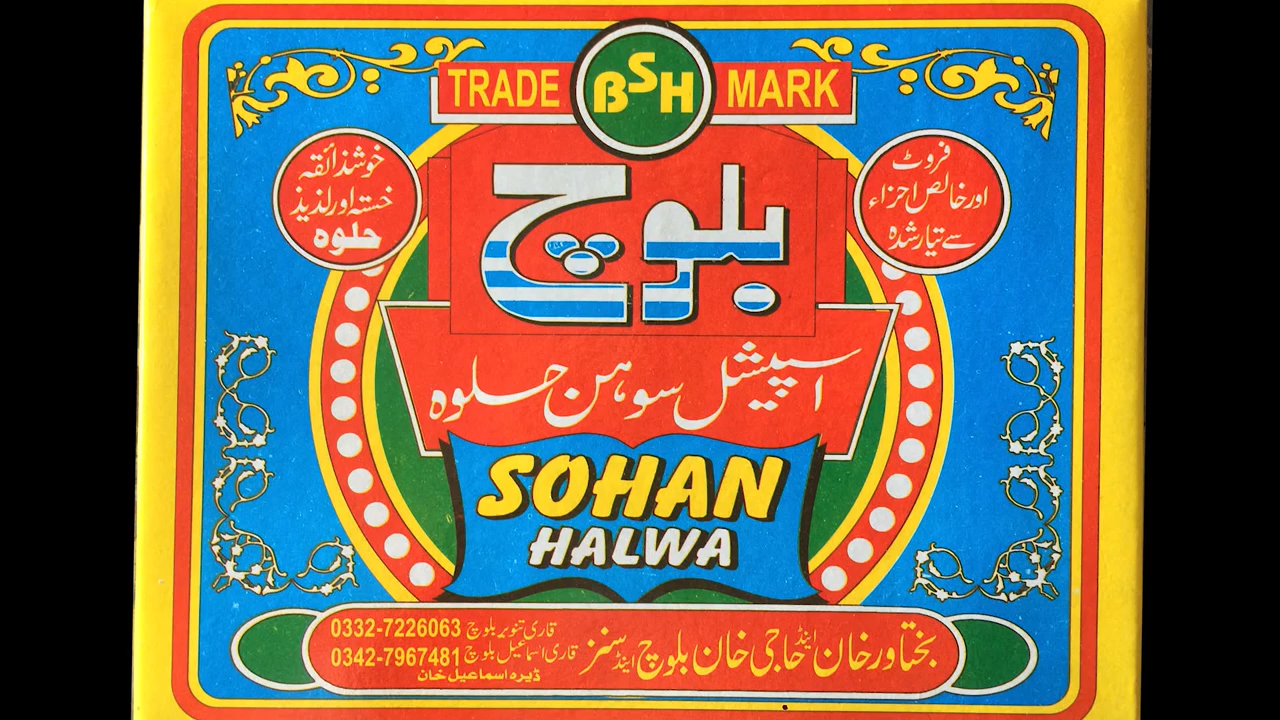 TRADE BSH MARK
فروٹ
اور خالص اجزاء
سے تیار شدہ
خوشذائقہ
خستہ اور لذیذ
حلوہ
بلوچ
اسپیشل سوہن حلوہ
SOHAN
HALWA
بختاور خان اینڈ حاجی خان بلوچ اینڈ سنز
قاری تنویر بلوچ 0332-7226063
قاری اسماعیل بلوچ 0342-7967481
ڈیرہ اسماعیل خان